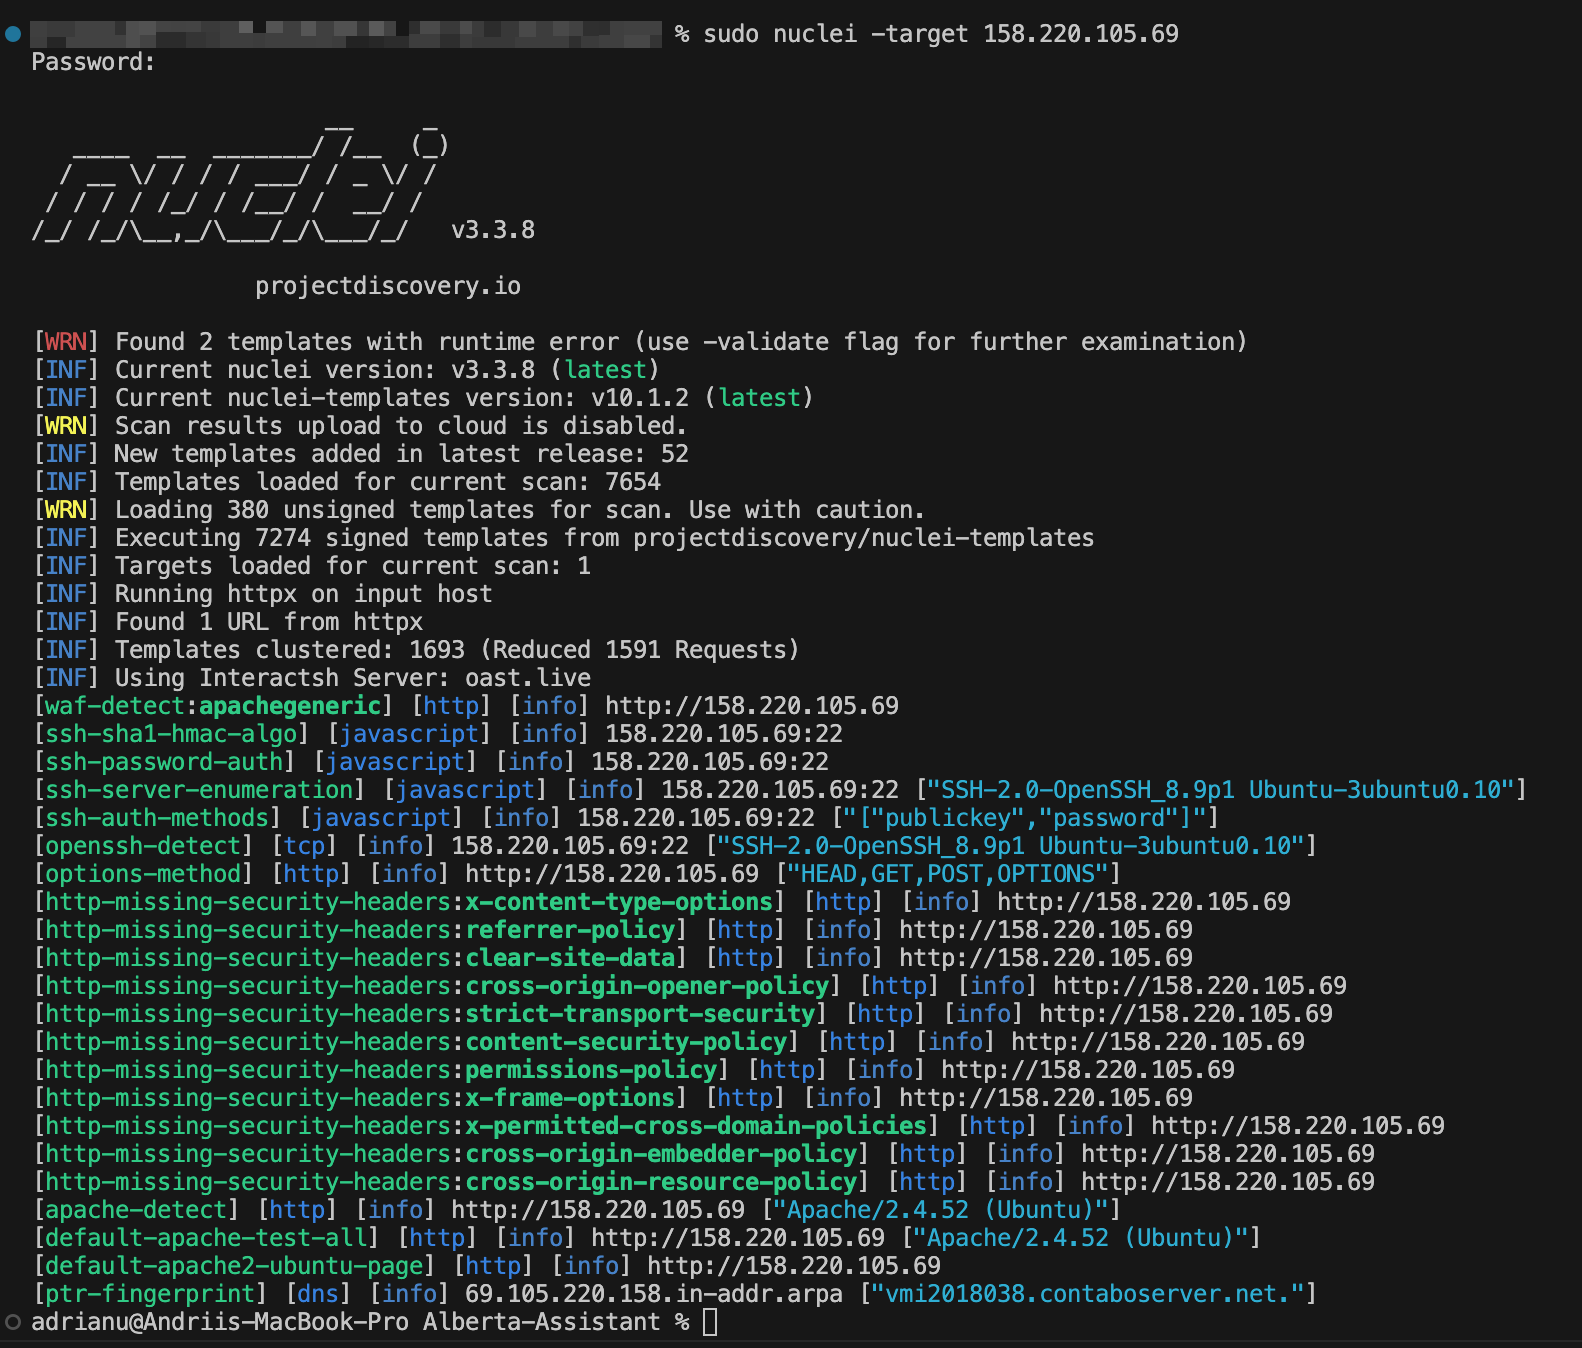 % sudo nuclei -target 158.220.105.69
Password:
                     __     _
   ____  __  _______/ /__  (_)
  / __ \/ / / / ___/ / _ \/ /
 / / / / /_/ / /__/ /  __/ /
/_/ /_/\__,_/\___/_/\___/_/   v3.3.8
projectdiscovery.io
[WRN] Found 2 templates with runtime error (use -validate flag for further examination)
[INF] Current nuclei version: v3.3.8 (latest)
[INF] Current nuclei-templates version: v10.1.2 (latest)
[WRN] Scan results upload to cloud is disabled.
[INF] New templates added in latest release: 52
[INF] Templates loaded for current scan: 7654
[WRN] Loading 380 unsigned templates for scan. Use with caution.
[INF] Executing 7274 signed templates from projectdiscovery/nuclei-templates
[INF] Targets loaded for current scan: 1
[INF] Running httpx on input host
[INF] Found 1 URL from httpx
[INF] Templates clustered: 1693 (Reduced 1591 Requests)
[INF] Using Interactsh Server: oast.live
[waf-detect:apachegeneric] [http] [info] http://158.220.105.69
[ssh-sha1-hmac-algo] [javascript] [info] 158.220.105.69:22
[ssh-password-auth] [javascript] [info] 158.220.105.69:22
[ssh-server-enumeration] [javascript] [info] 158.220.105.69:22 ["SSH-2.0-OpenSSH_8.9p1 Ubuntu-3ubuntu0.10"]
[ssh-auth-methods] [javascript] [info] 158.220.105.69:22 ["["publickey","password"]"]
[openssh-detect] [tcp] [info] 158.220.105.69:22 ["SSH-2.0-OpenSSH_8.9p1 Ubuntu-3ubuntu0.10"]
[options-method] [http] [info] http://158.220.105.69 ["HEAD,GET,POST,OPTIONS"]
[http-missing-security-headers:x-content-type-options] [http] [info] http://158.220.105.69
[http-missing-security-headers:referrer-policy] [http] [info] http://158.220.105.69
[http-missing-security-headers:clear-site-data] [http] [info] http://158.220.105.69
[http-missing-security-headers:cross-origin-opener-policy] [http] [info] http://158.220.105.69
[http-missing-security-headers:strict-transport-security] [http] [info] http://158.220.105.69
[http-missing-security-headers:content-security-policy] [http] [info] http://158.220.105.69
[http-missing-security-headers:permissions-policy] [http] [info] http://158.220.105.69
[http-missing-security-headers:x-frame-options] [http] [info] http://158.220.105.69
[http-missing-security-headers:x-permitted-cross-domain-policies] [http] [info] http://158.220.105.69
[http-missing-security-headers:cross-origin-embedder-policy] [http] [info] http://158.220.105.69
[http-missing-security-headers:cross-origin-resource-policy] [http] [info] http://158.220.105.69
[apache-detect] [http] [info] http://158.220.105.69 ["Apache/2.4.52 (Ubuntu)"]
[default-apache-test-all] [http] [info] http://158.220.105.69 ["Apache/2.4.52 (Ubuntu)"]
[default-apache2-ubuntu-page] [http] [info] http://158.220.105.69
[ptr-fingerprint] [dns] [info] 69.105.220.158.in-addr.arpa ["vmi2018038.contaboserver.net."]
adrianu@Andriis-MacBook-Pro Alberta-Assistant %